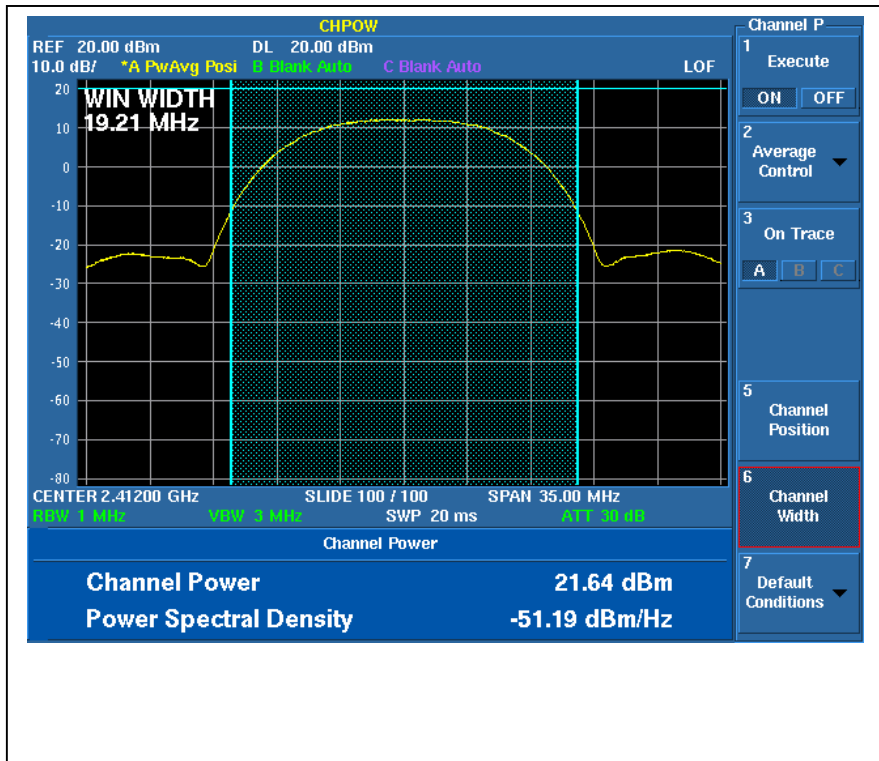 CHPOW
REF 20.00 dBm DL 20.00 dBm
10.0 dB/ *A PwAvg Posi B Blank Auto C Blank Auto LOF
WIN WIDTH
19.21 MHz
20
10
0
-10
-20
-30
-40
-50
-60
-70
-80
CENTER 2.41200 GHz SLIDE 100 / 100 SPAN 35.00 MHz
RBW 1 MHz VBW 3 MHz SWP 20 ms ATT 30 dB
Channel Power
Channel Power 21.64 dBm
Power Spectral Density -51.19 dBm/Hz
Channel P
1
Execute
ON OFF
2
Average
Control
3
On Trace
A B C
5
Channel
Position
6
Channel
Width
7
Default
Conditions